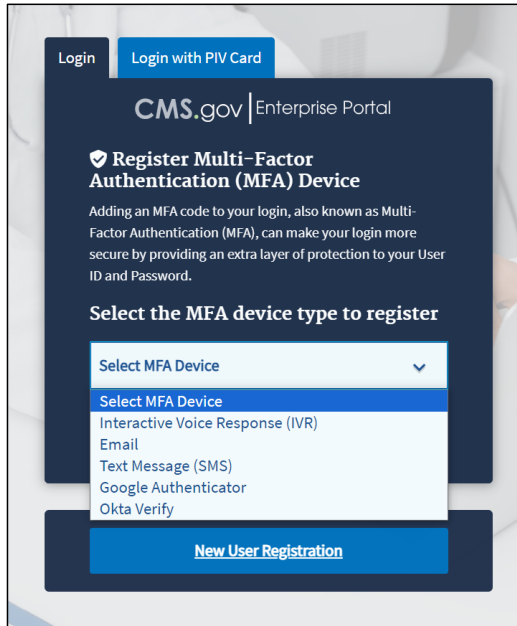 Login
Login with PIV Card
CMS.gov Enterprise Portal
Register Multi-Factor
Authentication (MFA) Device
Adding an MFA code to your login, also known as Multi-
Factor Authentication (MFA), can make your login more
secure by providing an extra layer of protection to your User
ID and Password.
Select the MFA device type to register
Select MFA Device
Select MFA Device
Interactive Voice Response (IVR)
Email
Text Message (SMS)
Google Authenticator
Okta Verify
New User Registration